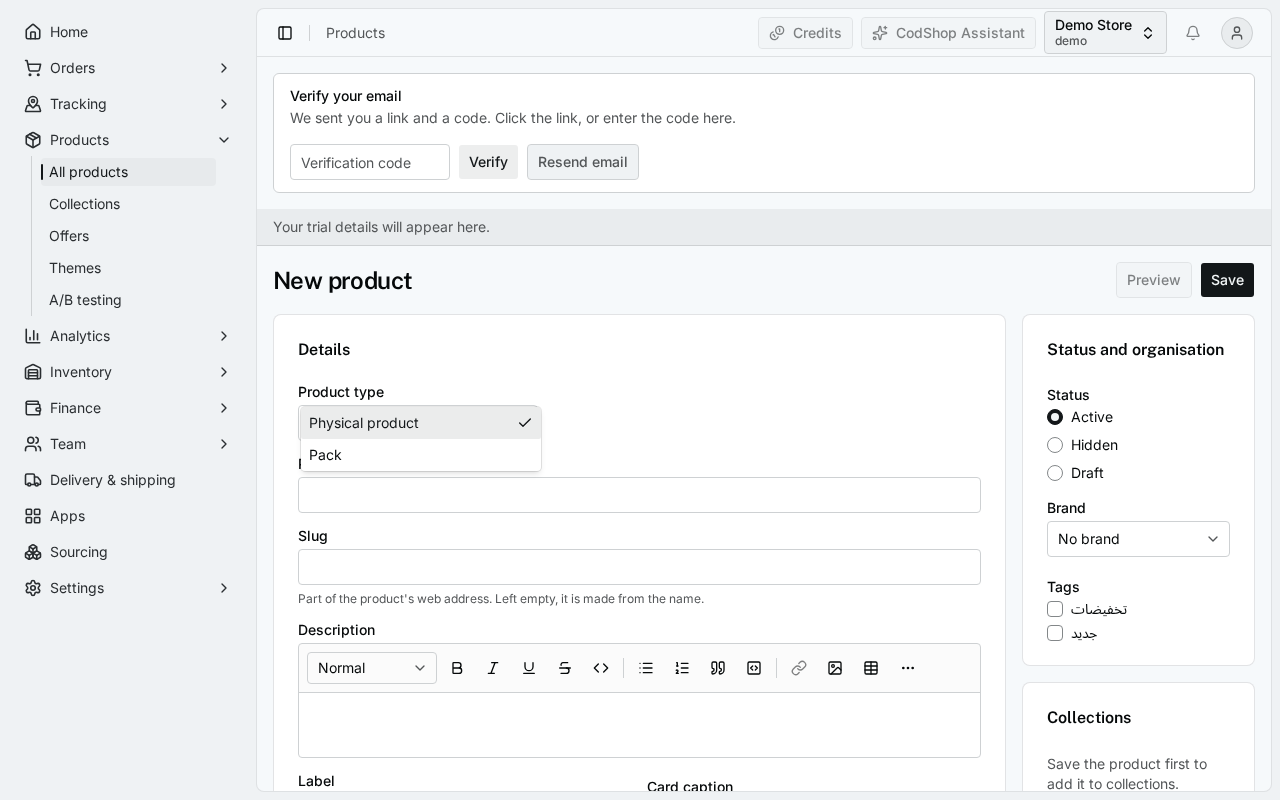 Home
Orders
Tracking
Products
All products
Collections
Offers
Themes
A/B testing
Analytics
Inventory
Finance
Team
Delivery & shipping
Apps
Sourcing
Settings
Products
Credits
CodShop Assistant
Demo Store
demo
Verify your email
We sent you a link and a code. Click the link, or enter the code here.
Verification code
Verify
Resend email
Your trial details will appear here.
New product
Preview
Save
Details
Product type
Physical product
Pack
Slug
Part of the product's web address. Left empty, it is made from the name.
Description
Normal
Label
Card caption
Status and organisation
Status
Active
Hidden
Draft
Brand
No brand
Tags
تخفيضات
جديد
Collections
Save the product first to
add it to collections.